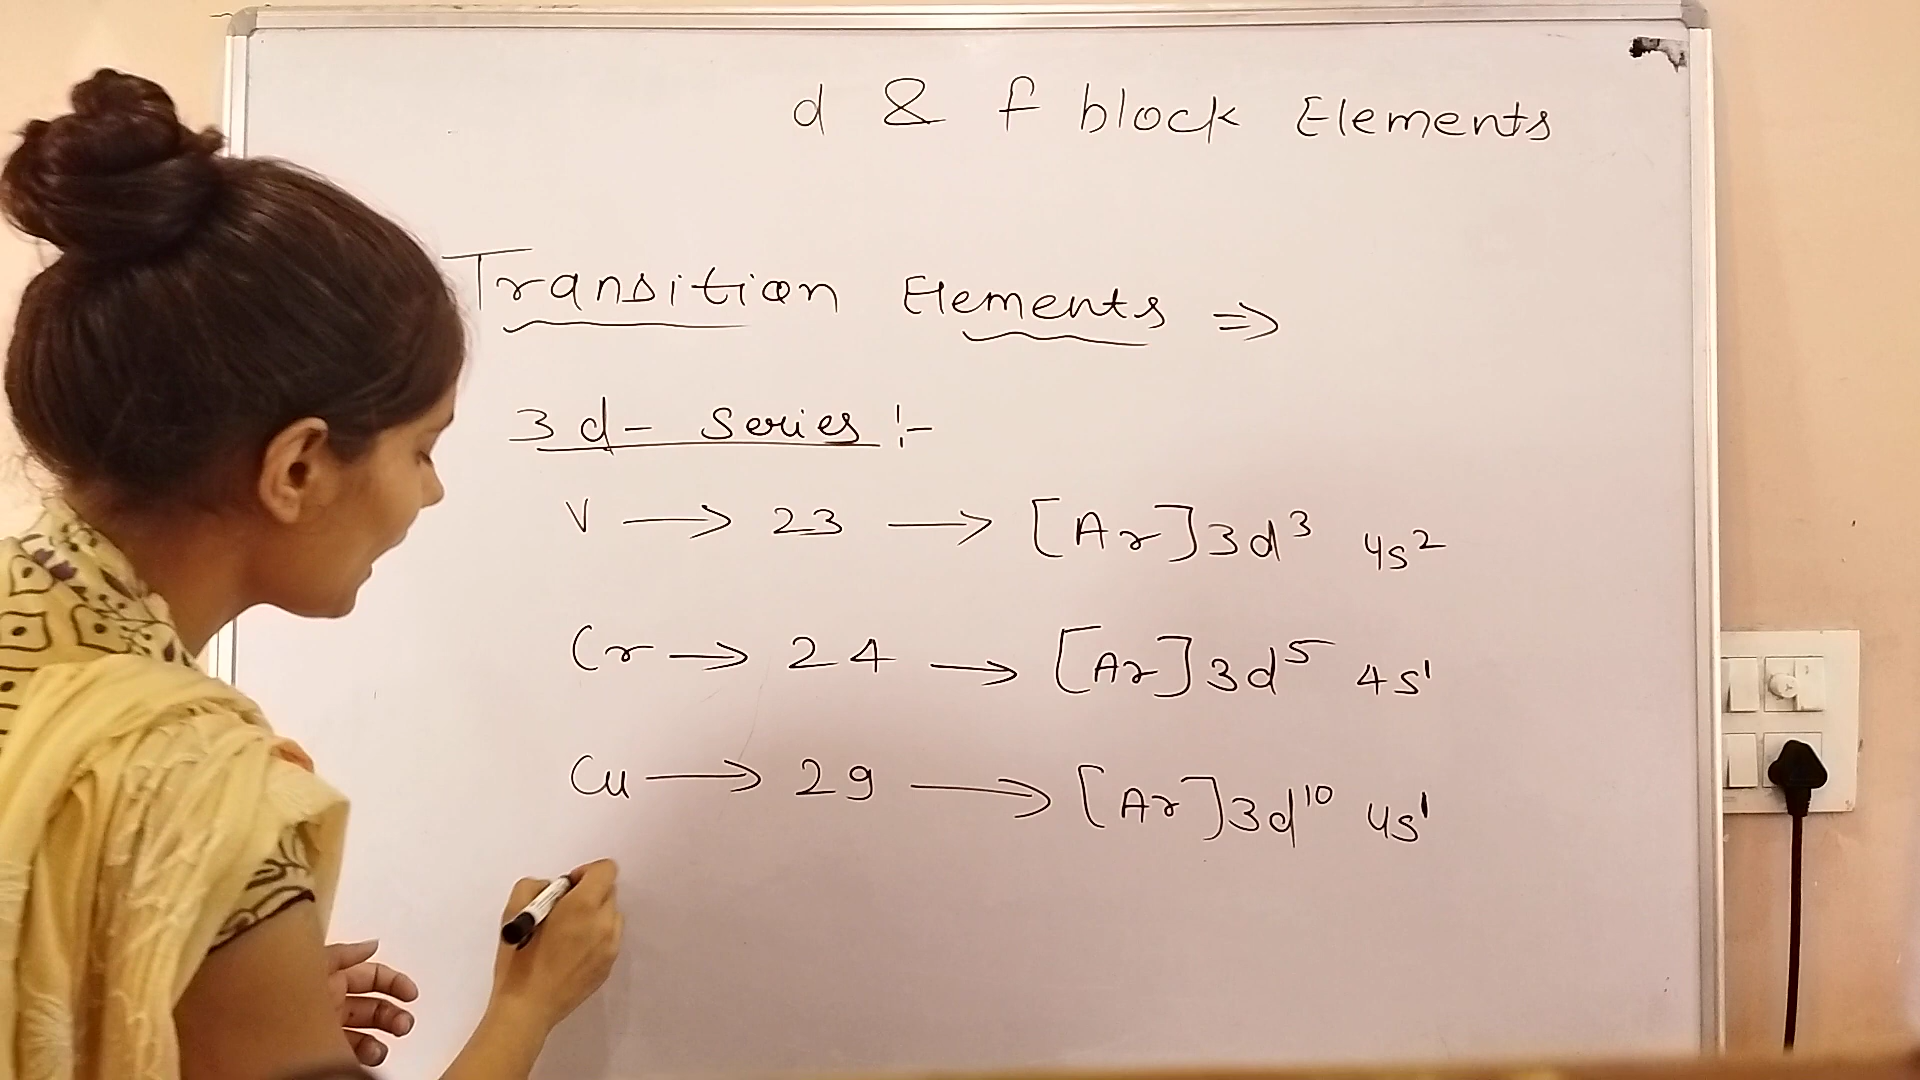 d & f block Elements
Transition Elements ⇒
3d- Series :-
V → 23 → [Ar]3d³ 4s²
Cr → 24 → [Ar]3d⁵ 4s¹
Cu → 29 → [Ar]3d¹⁰ 4s¹